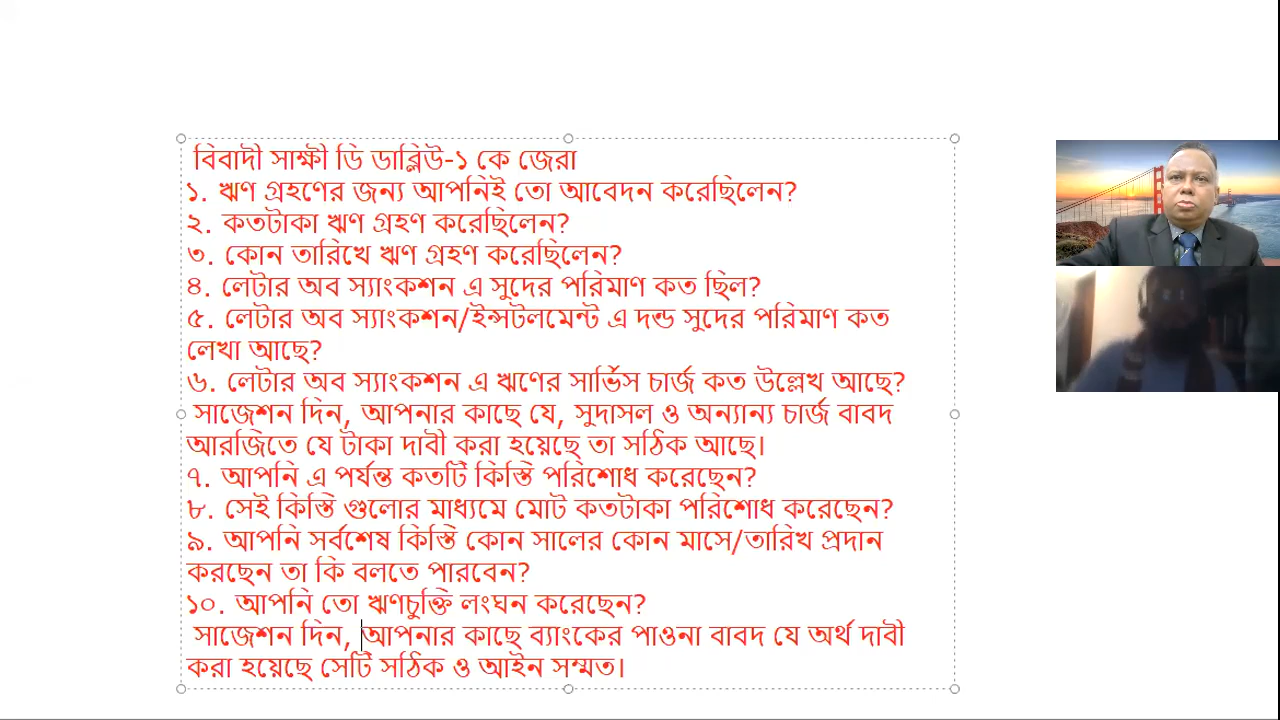 বিবাদী সাক্ষী ডি ডাব্লিউ-১ কে জেরা
১. ঋণ গ্রহণের জন্য আপনিই তো আবেদন করেছিলেন?
২. কতটাকা ঋণ গ্রহণ করেছিলেন?
৩. কোন তারিখে ঋণ গ্রহণ করেছিলেন?
৪. লেটার অব স্যাংকশন এ সুদের পরিমাণ কত ছিল?
৫. লেটার অব স্যাংকশন/ইন্সটলমেন্ট এ দন্ড সুদের পরিমাণ কত
লেখা আছে?
৬. লেটার অব স্যাংকশন এ ঋণের সার্ভিস চার্জ কত উল্লেখ আছে?
সাজেশন দিন, আপনার কাছে যে, সুদাসল ও অন্যান্য চার্জ বাবদ
আরজিতে যে টাকা দাবী করা হয়েছে তা সঠিক আছে।
৭. আপনি এ পর্যন্ত কতটি কিস্তি পরিশোধ করেছেন?
৮. সেই কিস্তি গুলোর মাধ্যমে মোট কতটাকা পরিশোধ করেছেন?
৯. আপনি সর্বশেষ কিস্তি কোন সালের কোন মাসে/তারিখ প্রদান
করছেন তা কি বলতে পারবেন?
১০. আপনি তো ঋণচুক্তি লংঘন করেছেন?
সাজেশন দিন, আপনার কাছে ব্যাংকের পাওনা বাবদ যে অর্থ দাবী
করা হয়েছে সেটি সঠিক ও আইন সম্মত।